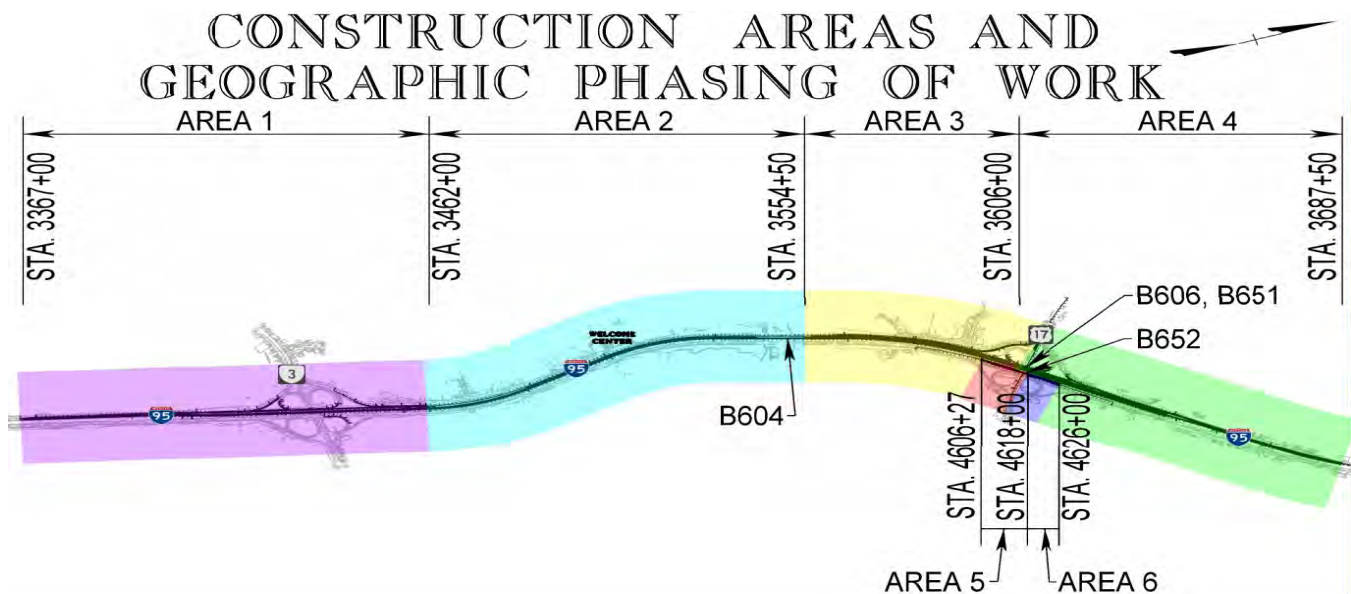 CONSTRUCTION AREAS AND
GEOGRAPHIC PHASING OF WORK
AREA 1
AREA 2
AREA 3
AREA 4
STA. 3367+00
STA. 3462+00
STA. 3554+50
STA. 3606+00
STA. 3687+50
B606, B651
17
B652
WELCOME
CENTER
3
95
95
95
B604
STA. 4606+27
STA. 4618+00
STA. 4626+00
AREA 5
AREA 6